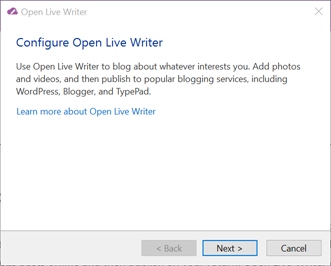 Open Live Writer
Configure Open Live Writer
Use Open Live Writer to blog about whatever interests you. Add photos
and videos, and then publish to popular blogging services, including
WordPress, Blogger, and TypePad.
Learn more about Open Live Writer
< Back
Next >
Cancel